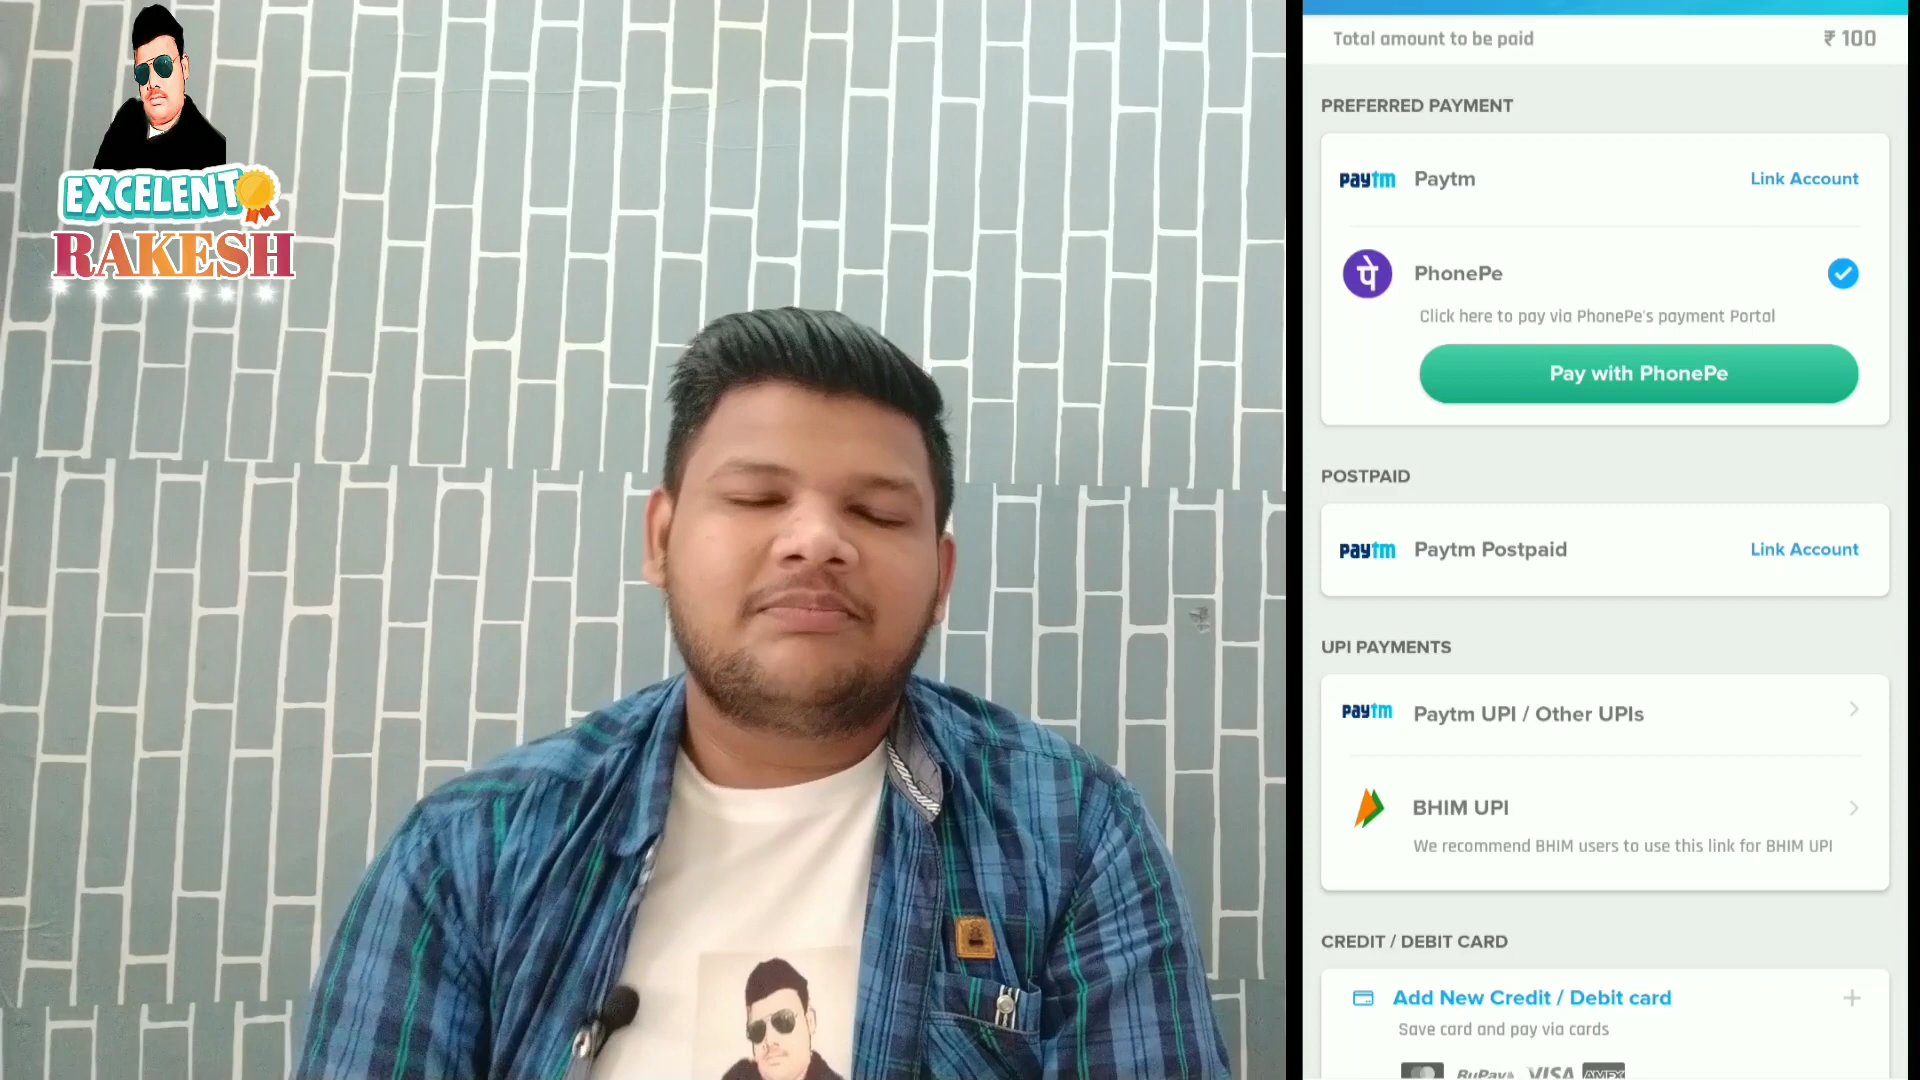 EXCELENT
RAKESH
Total amount to be paid
₹ 100
PREFERRED PAYMENT
paytm Paytm Link Account
पे PhonePe
Click here to pay via PhonePe's payment Portal
Pay with PhonePe
POSTPAID
paytm Paytm Postpaid Link Account
UPI PAYMENTS
paytm Paytm UPI / Other UPIs
BHIM UPI
We recommend BHIM users to use this link for BHIM UPI
CREDIT / DEBIT CARD
Add New Credit / Debit card
Save card and pay via cards
RuPay VISA AMEX